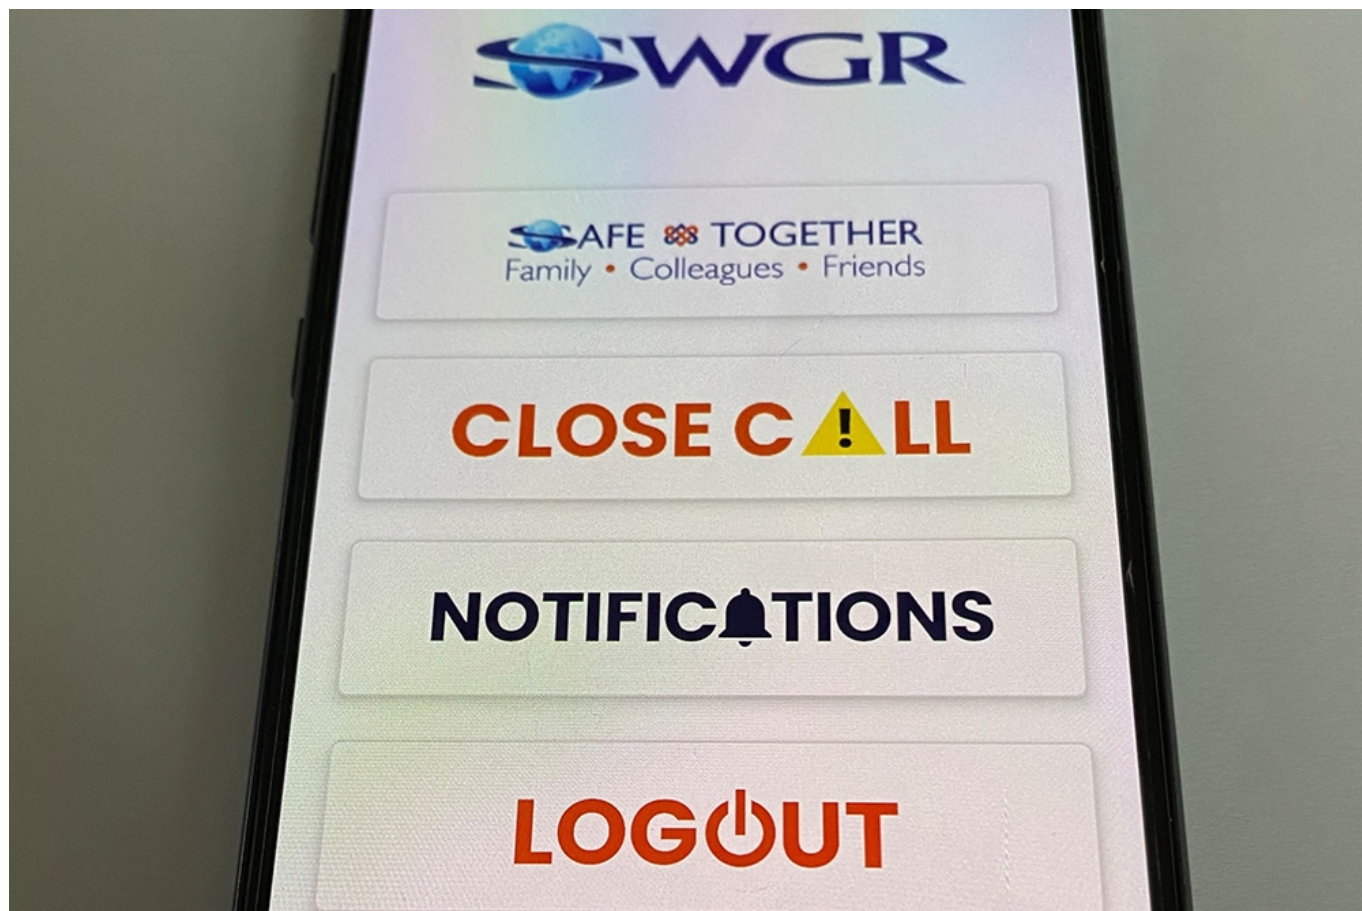 SWGR
SAFE TOGETHER
Family • Colleagues • Friends
CLOSE CALL
NOTIFICATIONS
LOGOUT